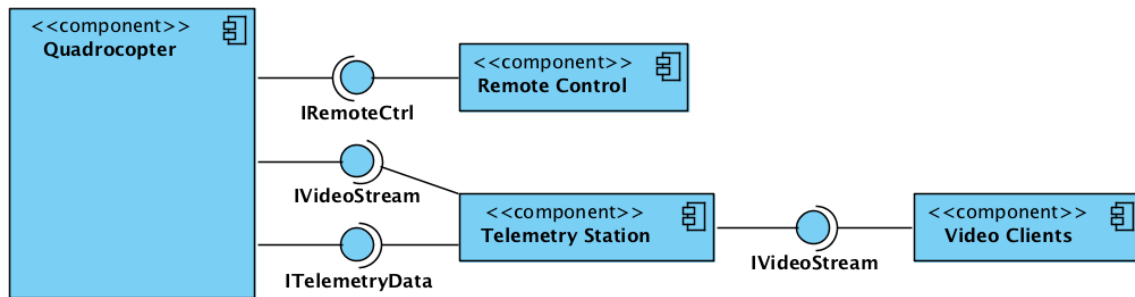 <<component>>
Quadrocopter
<<component>>
Remote Control
IRemoteCtrl
IVideoStream
<<component>>
Telemetry Station
<<component>>
Video Clients
IVideoStream
ITelemetryData